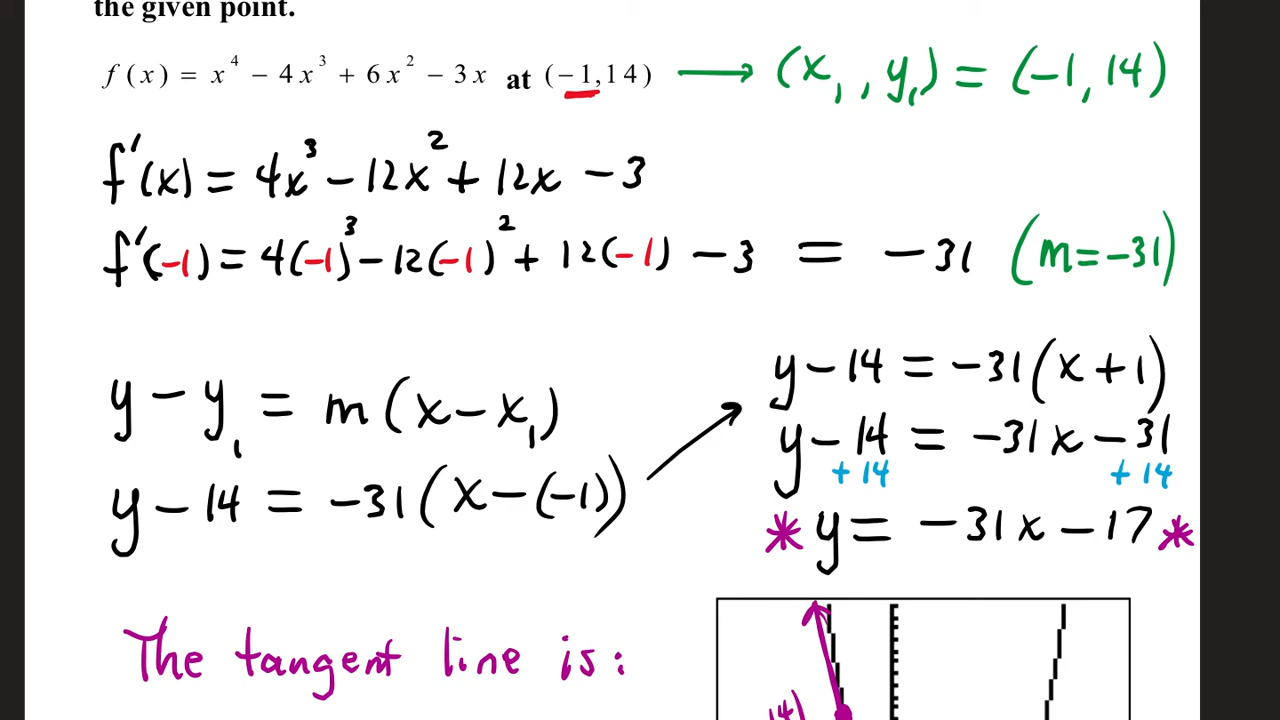 the given point.
f(x) = x⁴ − 4x³ + 6x² − 3x at (−1,14) ⟶ (x₁, y₁) = (−1, 14)
f'(x) = 4x³ − 12x² + 12x − 3
f'(−1) = 4(−1)³ − 12(−1)² + 12(−1) − 3 = −31 (m=−31)
y − y₁ = m(x − x₁)
y − 14 = −31(x − (−1))
y − 14 = −31(x + 1)
y − 14 = −31x − 31
+ 14 + 14
* y = −31x − 17 *
The tangent line is:
14)